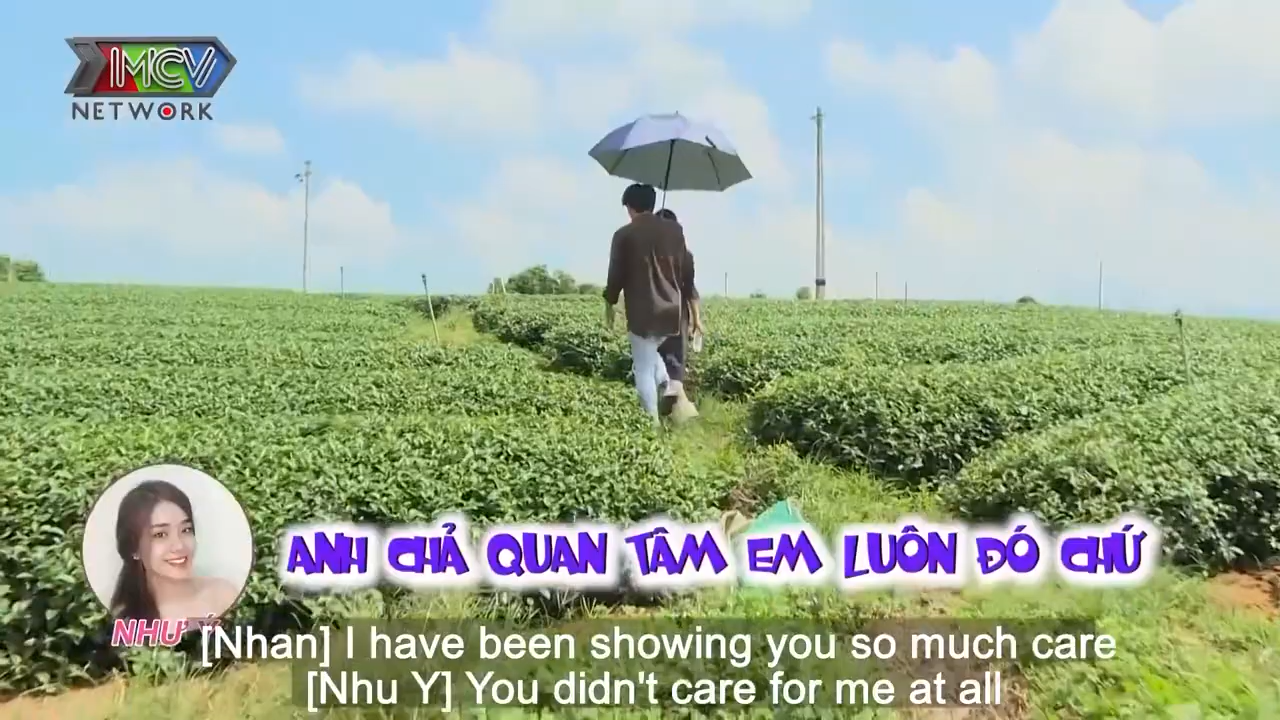 MCV
NETWORK
ANH CHẢ QUAN TÂM EM LUÔN ĐÓ CHỨ
NHƯ Ý
[Nhan] I have been showing you so much care
[Nhu Y] You didn't care for me at all